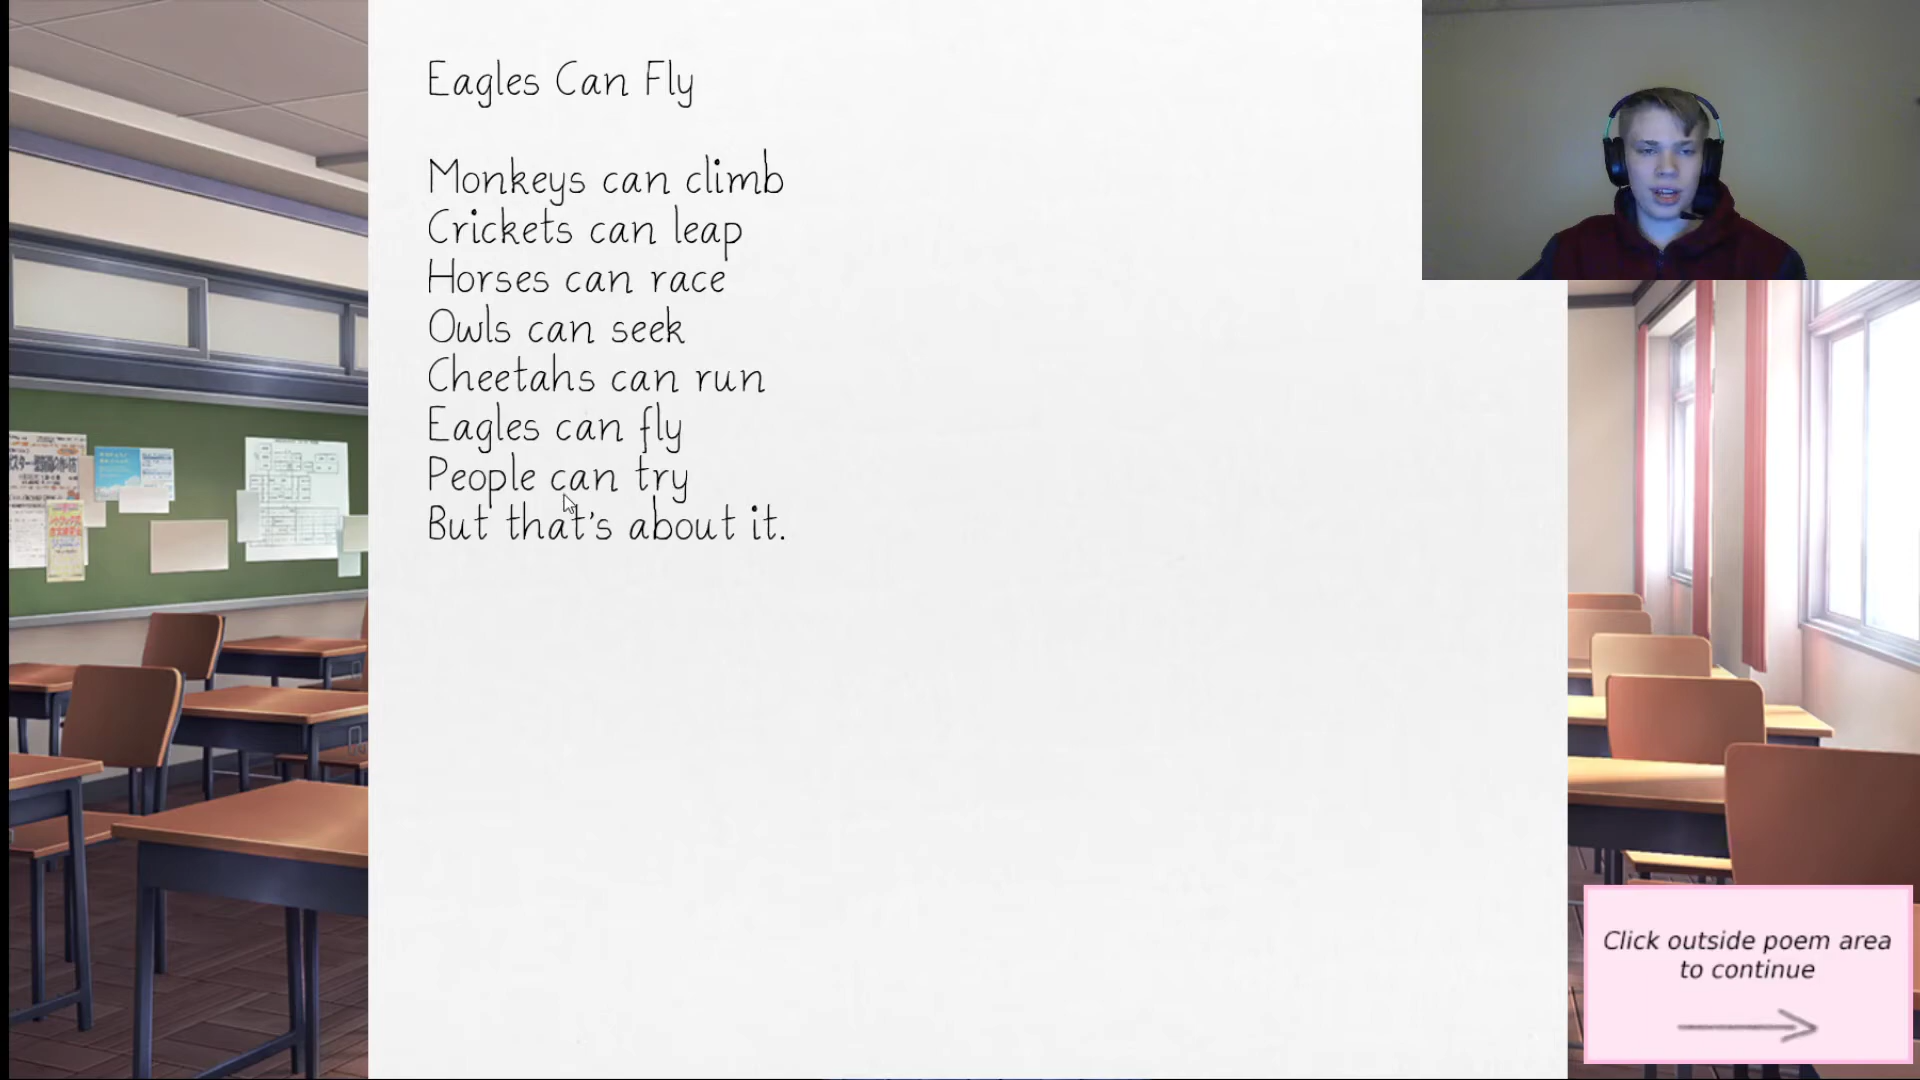 Eagles Can Fly
Monkeys can climb
Crickets can leap
Horses can race
Owls can seek
Cheetahs can run
Eagles can fly
People can try
But that's about it.
Click outside poem area
to continue